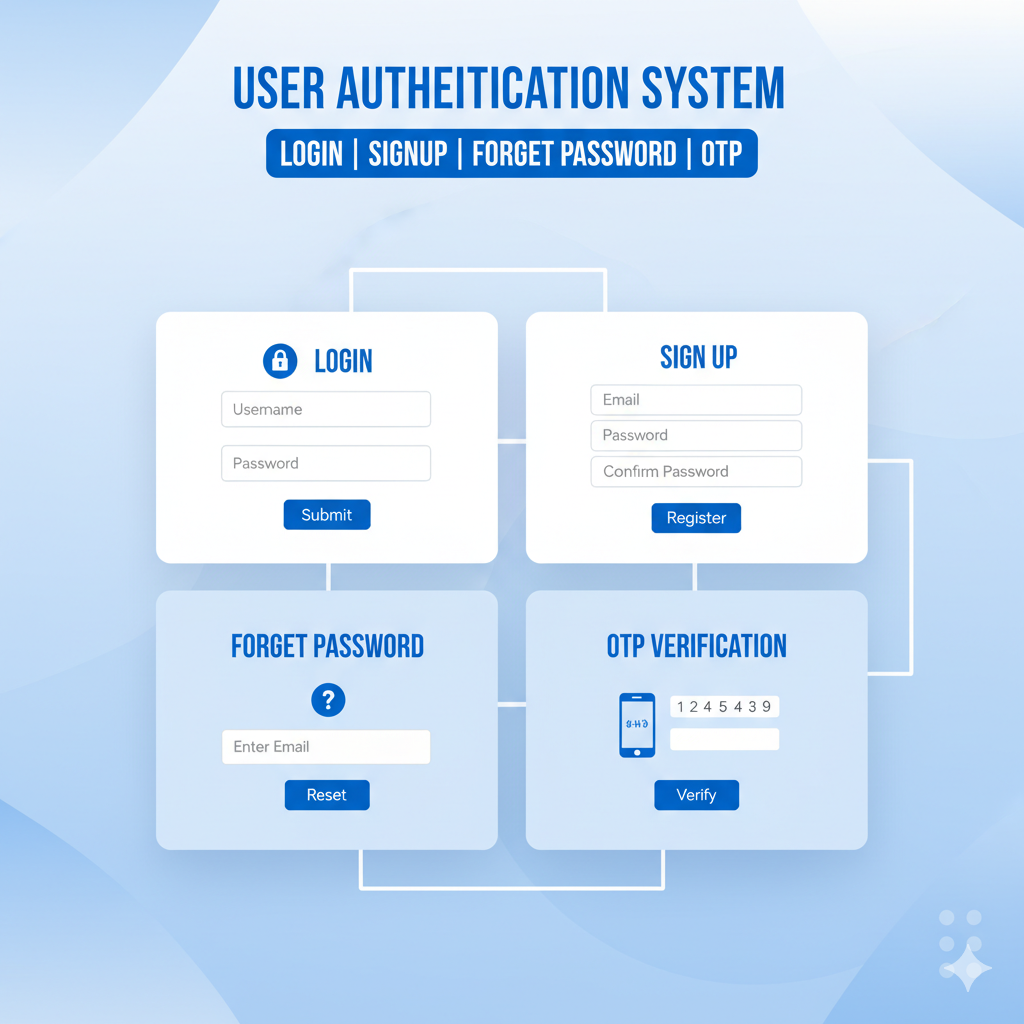 USER AUTHEITICATION SYSTEM
LOGIN | SIGNUP | FORGET PASSWORD | OTP
LOGIN
Username
Password
Submit
SIGN UP
Email
Password
Confirm Password
Register
FORGET PASSWORD
?
Enter Email
Reset
OTP VERIFICATION
1 2 4 5 4 3 9
Verify